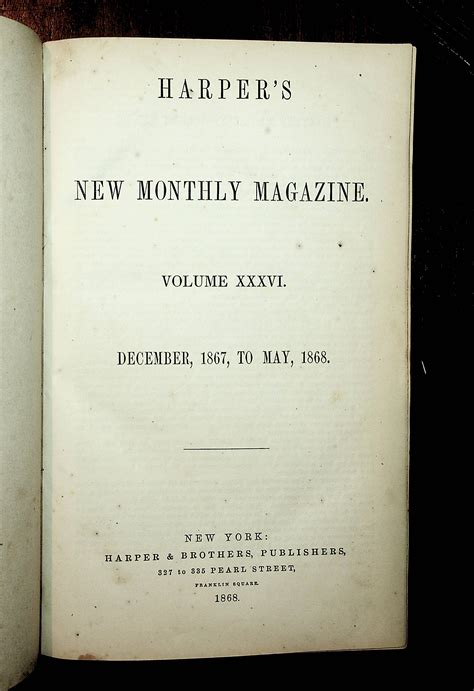 HARPER'S
NEW MONTHLY MAGAZINE.
VOLUME XXXVI.
DECEMBER, 1867, TO MAY, 1868.
NEW YORK:
HARPER & BROTHERS, PUBLISHERS,
327 to 335 PEARL STREET,
FRANKLIN SQUARE.
1868.